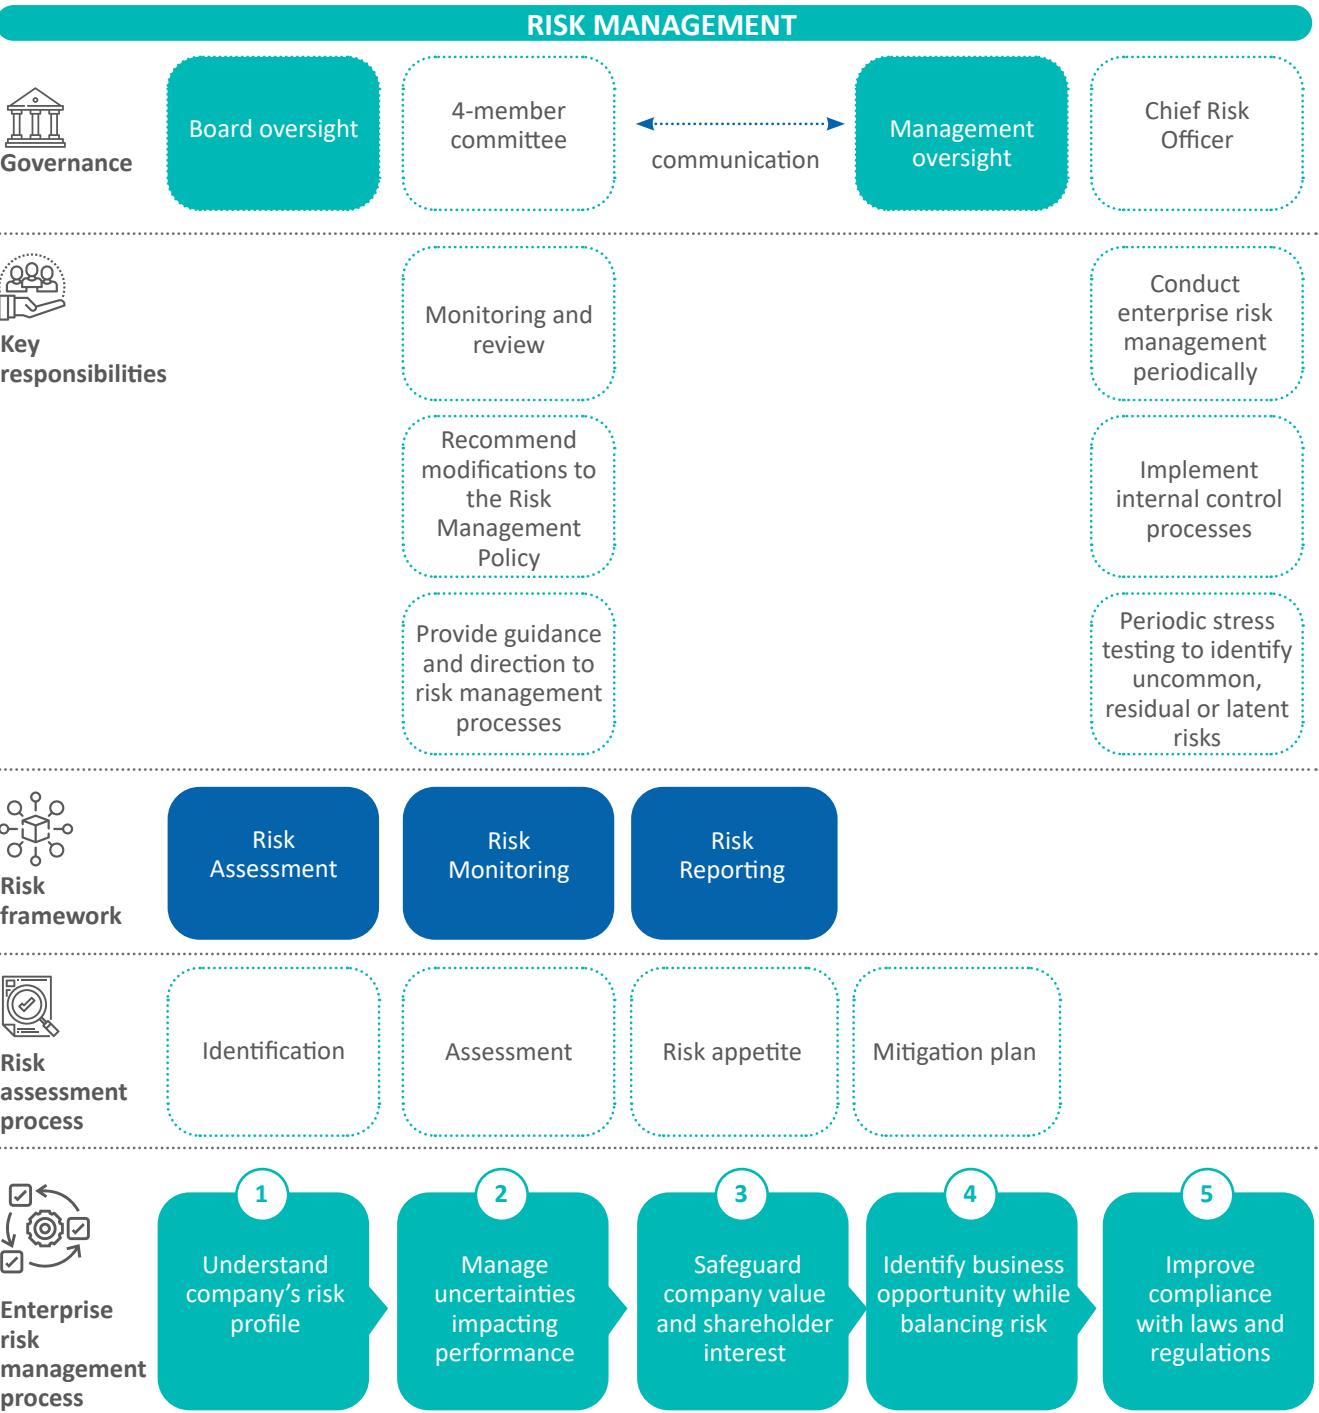 RISK MANAGEMENT
Governance
Board oversight
4-member
committee
communication
Management
oversight
Chief Risk
Officer
Key
responsibilities
Monitoring and
review
Conduct
enterprise risk
management
periodically
Recommend
modifications to
the Risk
Management
Policy
Implement
internal control
processes
Provide guidance
and direction to
risk management
processes
Periodic stress
testing to identify
uncommon,
residual or latent
risks
Risk
framework
Risk
Assessment
Risk
Monitoring
Risk
Reporting
Risk
assessment
process
Identification
Assessment
Risk appetite
Mitigation plan
Enterprise
risk
management
process
1
Understand
company’s risk
profile
2
Manage
uncertainties
impacting
performance
3
Safeguard
company value
and shareholder
interest
4
Identify business
opportunity while
balancing risk
5
Improve
compliance
with laws and
regulations